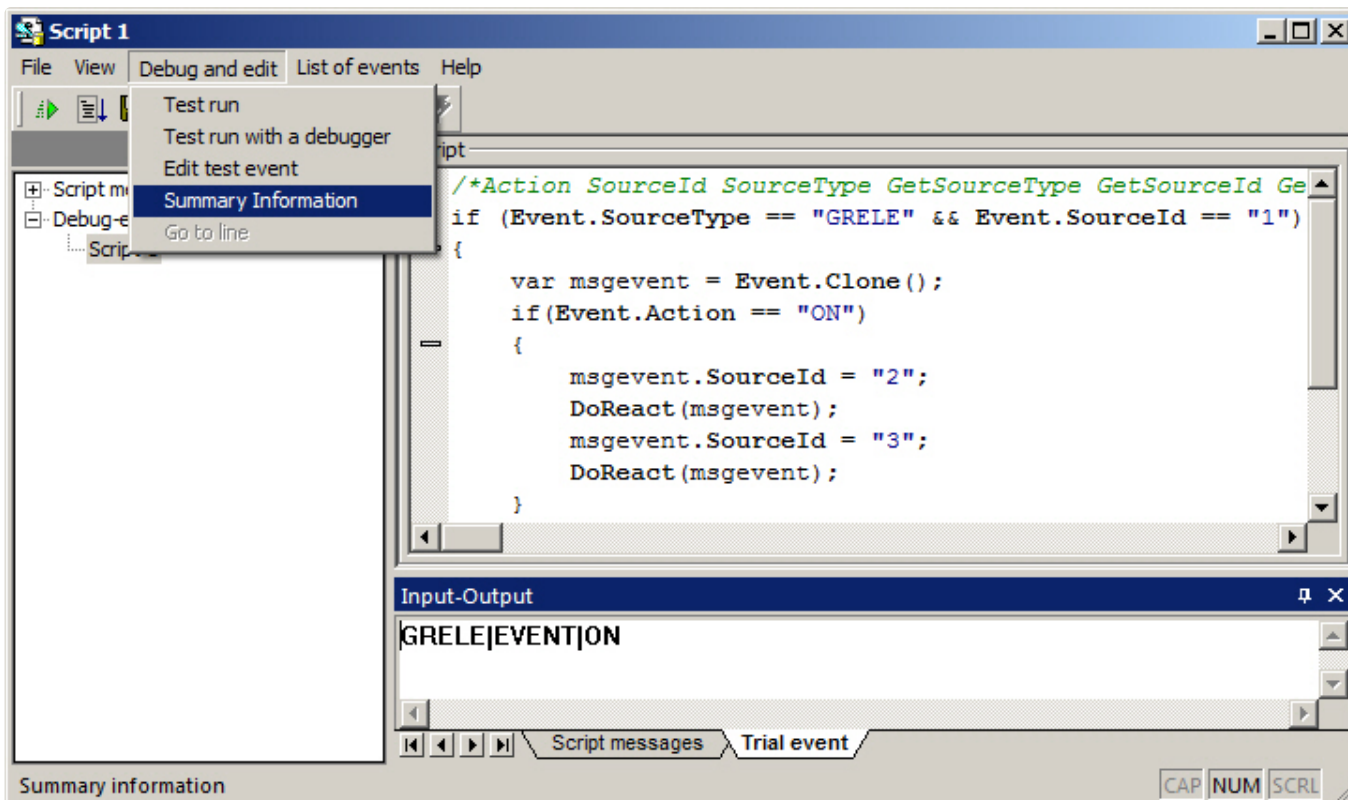 Script 1
File View Debug and edit List of events Help
Test run
Test run with a debugger
Edit test event
Summary Information
Go to line
Script
Debug-e
Script
/*Action SourceId SourceType GetSourceType GetSourceId Ge
if (Event.SourceType == "GRELE" && Event.SourceId == "1")
{
var msgevent = Event.Clone();
if(Event.Action == "ON")
{
msgevent.SourceId = "2";
DoReact(msgevent);
msgevent.SourceId = "3";
DoReact(msgevent);
}
Input-Output
GRELE|EVENT|ON
Script messages Trial event
Summary information CAP NUM SCRL